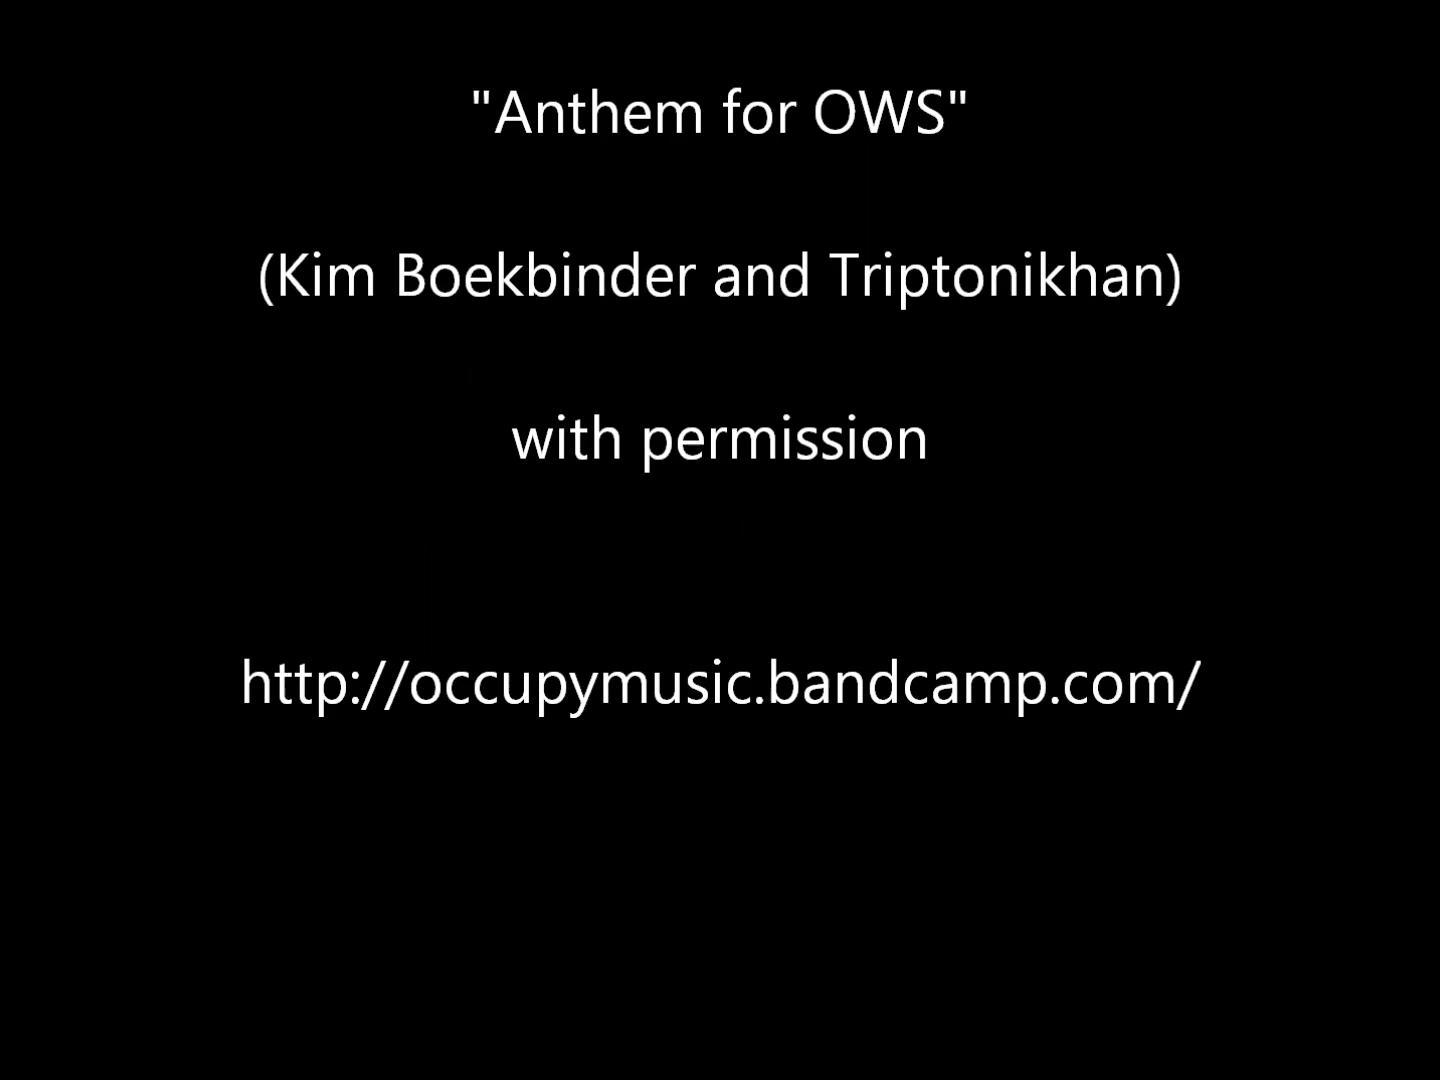 "Anthem for OWS"
(Kim Boekbinder and Triptonikhan)
with permission
http://occupymusic.bandcamp.com/